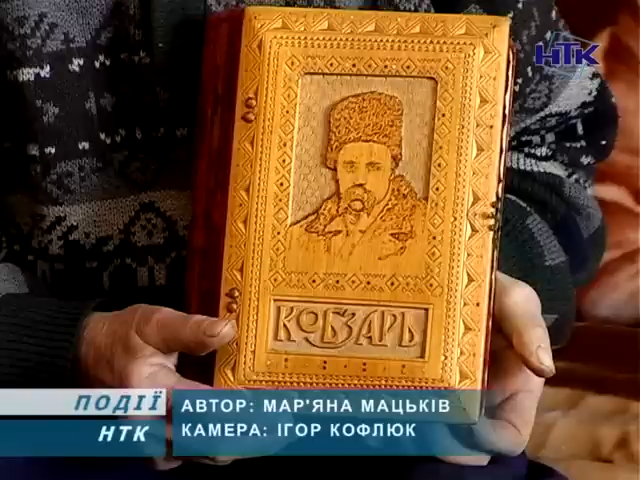 НТК
КОБЗАРЬ
ПОДІЇ
НТК
АВТОР: МАР'ЯНА МАЦЬКІВ
КАМЕРА: ІГОР КОФЛЮК